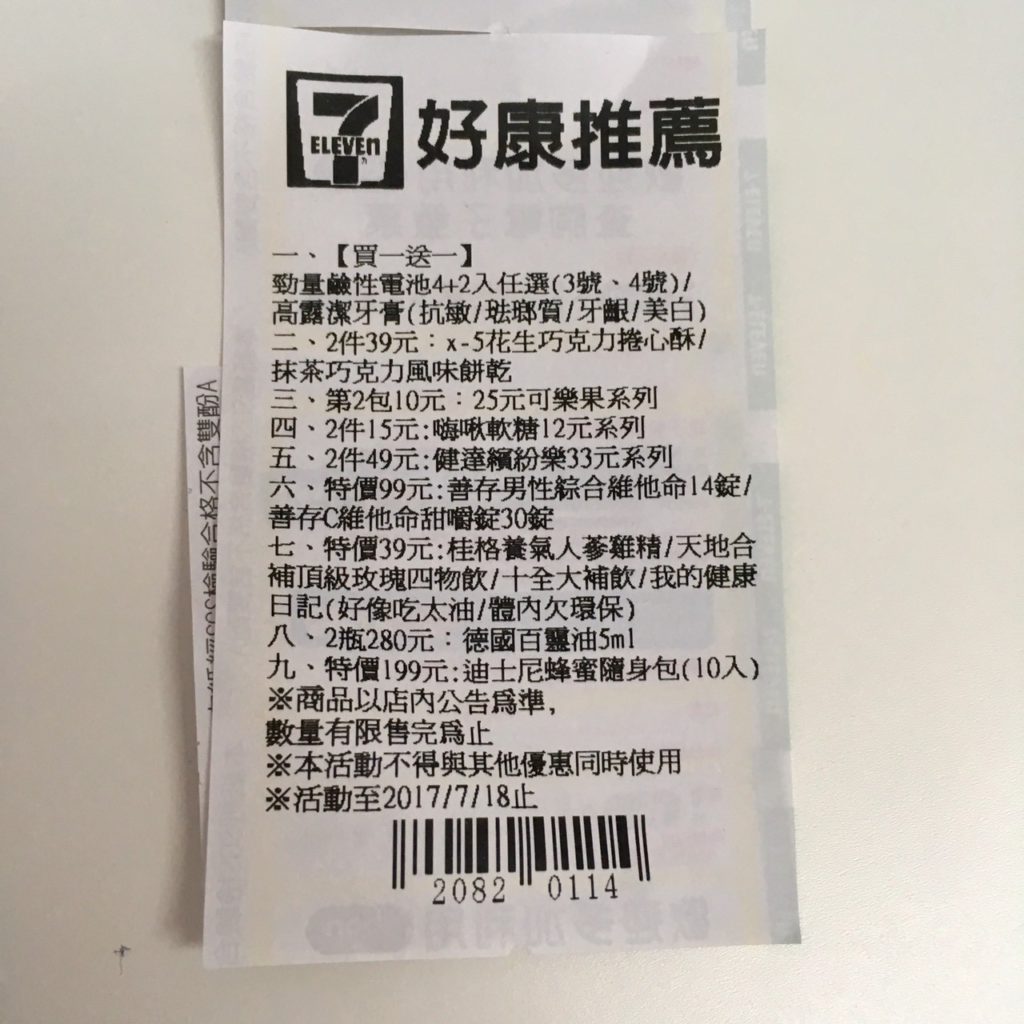 7
ELEVEn
好康推薦
一、【買一送一】
勁量鹼性電池4+2入任選(3號、4號)/
高露潔牙膏(抗敏/琺瑯質/牙齦/美白)
二、2件39元：x-5花生巧克力捲心酥/
抹茶巧克力風味餅乾
三、第2包10元：25元可樂果系列
四、2件15元:嗨啾軟糖12元系列
五、2件49元:健達繽紛樂33元系列
六、特價99元:善存男性綜合維他命14錠/
善存C維他命甜嚼錠30錠
七、特價39元:桂格養氣人蔘雞精/天地合
補頂級玫瑰四物飲/十全大補飲/我的健康
日記(好像吃太油/體內欠環保)
八、2瓶280元：德國百靈油5ml
九、特價199元:迪士尼蜂蜜隨身包(10入)
※商品以店內公告為準,
數量有限售完為止
※本活動不得與其他優惠同時使用
※活動至2017/7/18止
2082 0114
檢驗合格不含雙酚A